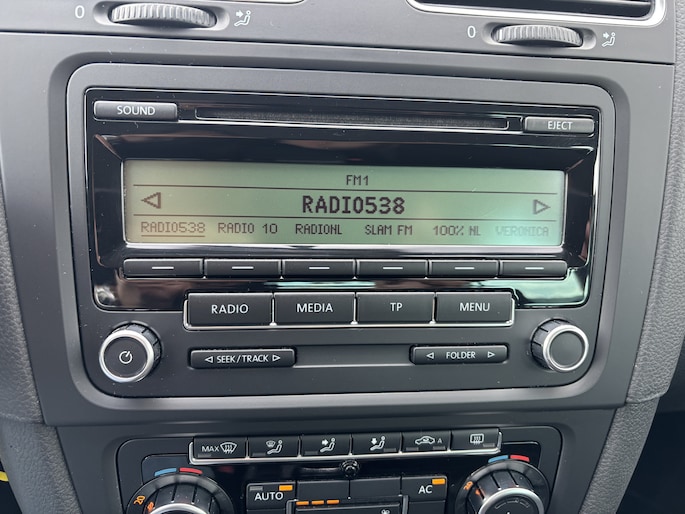 0 0
SOUND
EJECT
FM1
RADIO538
RADIO538 RADIO 10 RADIONL SLAM FM 100% NL VERONICA
RADIO MEDIA TP MENU
SEEK / TRACK FOLDER
MAX A
AUTO AC